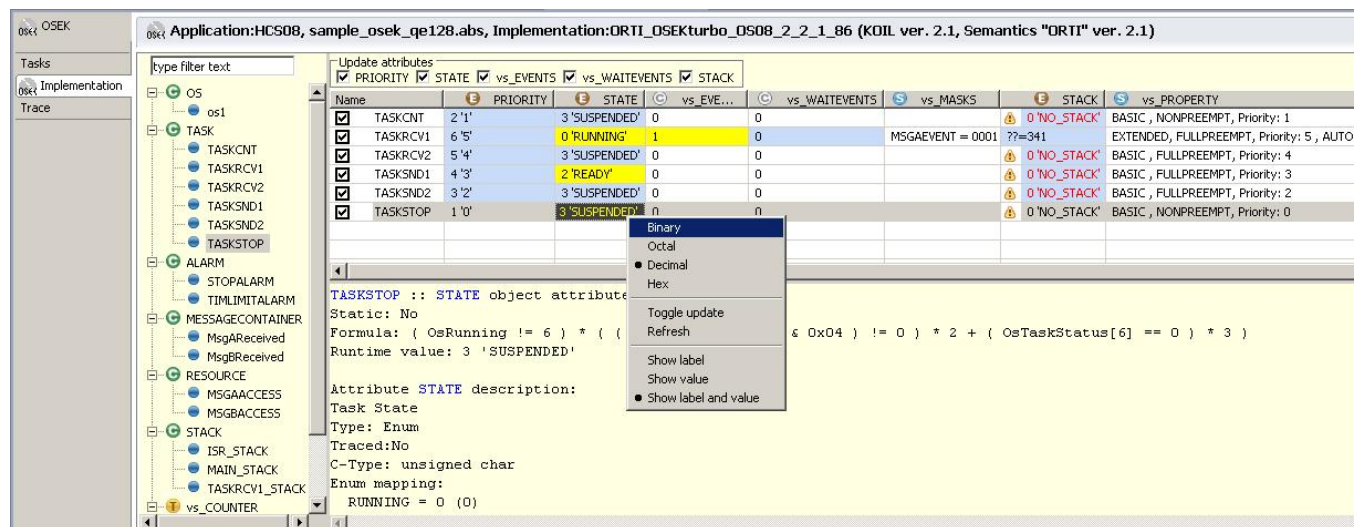 OSEK
Tasks
Implementation
Trace
Application:HCS08, sample_osek_qe128.abs, Implementation:ORTI_OSEKturbo_OS08_2_2_1_86 (KOIL ver. 2.1, Semantics "ORTI" ver. 2.1)
type filter text
OS
os1
TASK
TASKCNT
TASKRCV1
TASKRCV2
TASKSND1
TASKSND2
TASKSTOP
ALARM
STOPALARM
TIMLIMITALARM
MESSAGECONTAINER
MsgAReceived
MsgBReceived
RESOURCE
MSGAACCESS
MSGBACCESS
STACK
ISR_STACK
MAIN_STACK
TASKRCV1_STACK
vs_COUNTER
Update attributes
PRIORITY STATE vs_EVENTS vs_WAITEVENTS STACK
Name PRIORITY STATE vs_EVE... vs_WAITEVENTS vs_MASKS STACK vs_PROPERTY
TASKCNT 2 '1' 3 'SUSPENDED' 0 0 0 'NO_STACK' BASIC , NONPREEMPT, Priority: 1
TASKRCV1 6 '5' 0 'RUNNING' 1 0 MSGAEVENT = 0001 ??=341 EXTENDED, FULLPREEMPT, Priority: 5 , AUTO
TASKRCV2 5 '4' 3 'SUSPENDED' 0 0 0 'NO_STACK' BASIC , FULLPREEMPT, Priority: 4
TASKSND1 4 '3' 2 'READY' 0 0 0 'NO_STACK' BASIC , FULLPREEMPT, Priority: 3
TASKSND2 3 '2' 3 'SUSPENDED' 0 0 0 'NO_STACK' BASIC , FULLPREEMPT, Priority: 2
TASKSTOP 1 '0' 3 'SUSPENDED' 0 0 0 'NO_STACK' BASIC , NONPREEMPT, Priority: 0
Binary
Octal
Decimal
Hex
Toggle update
Refresh
Show label
Show value
Show label and value
TASKSTOP :: STATE object attribute
Static: No
Formula: ( OsRunning != 6 ) * ( ( & 0x04 ) != 0 ) * 2 + ( OsTaskStatus[6] == 0 ) * 3 )
Runtime value: 3 'SUSPENDED'
Attribute STATE description:
Task State
Type: Enum
Traced:No
C-Type: unsigned char
Enum mapping:
RUNNING = 0 (0)